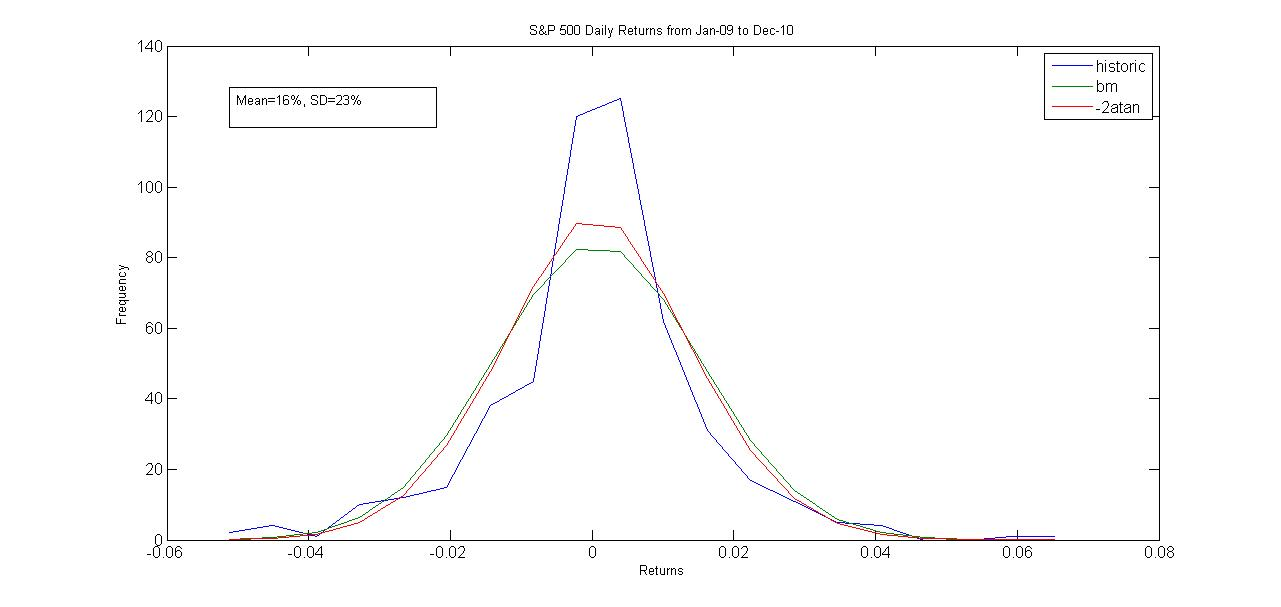 S&P 500 Daily Returns from Jan-09 to Dec-10
140
120
100
80
60
40
20
0
Frequency
Mean=16%, SD=23%
historic
bm
-2atan
-0.06 -0.04 -0.02 0 0.02 0.04 0.06 0.08
Returns